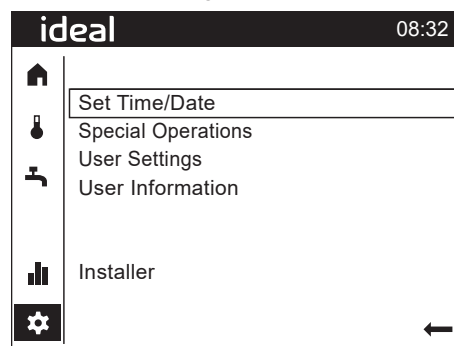 ideal 08:32
Set Time/Date
Special Operations
User Settings
User Information
Installer